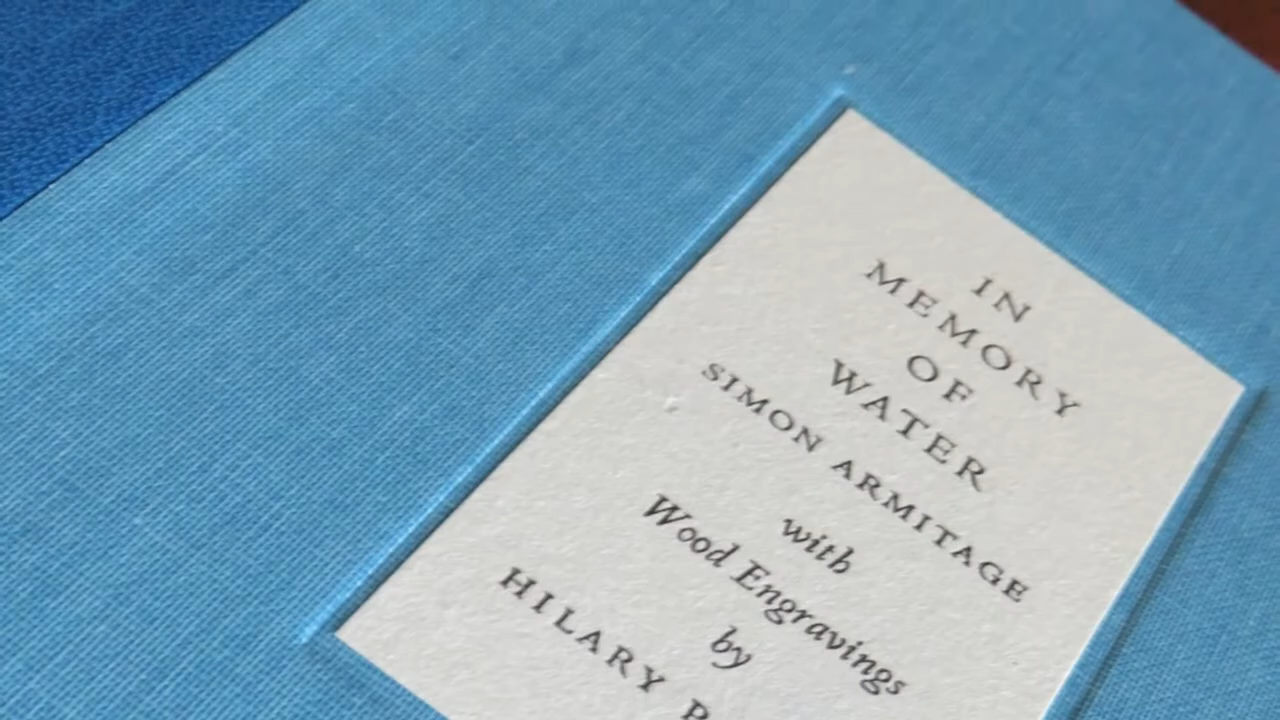 IN
MEMORY
OF
WATER
SIMON ARMITAGE
with
Wood Engravings
by
HILARY P